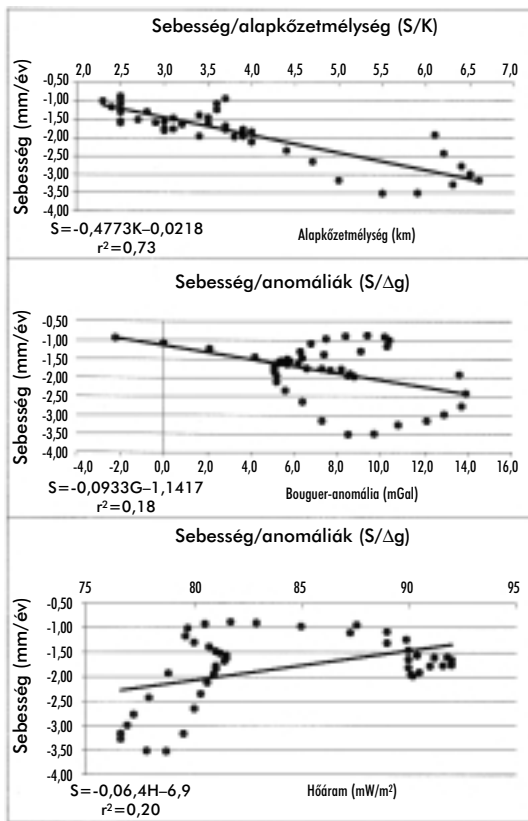 Sebesség/alapkőzetmélység (S/K)
2,0 2,5 3,0 3,5 4,0 4,5 5,0 5,5 6,0 6,5 7,0
Sebesség (mm/év)
-0,50
-1,00
-1,50
-2,00
-2,50
-3,00
-3,50
-4,00
S=-0,4773K–0,0218
r²=0,73
Alapkőzetmélység (km)
Sebesség/anomáliák (S/Δg)
Sebesség (mm/év)
-0,50
-1,00
-1,50
-2,00
-2,50
-3,00
-3,50
-4,00
-4,0 -2,0 0,0 2,0 4,0 6,0 8,0 10,0 12,0 14,0 16,0
S=-0,0933G–1,1417
r²=0,18
Bouguer-anomália (mGal)
Sebesség/anomáliák (S/Δg)
75 80 85 90 95
Sebesség (mm/év)
-0,50
-1,00
-1,50
-2,00
-2,50
-3,00
-3,50
-4,00
S=-0,06,4H–6,9
r²=0,20
Hőáram (mW/m²)